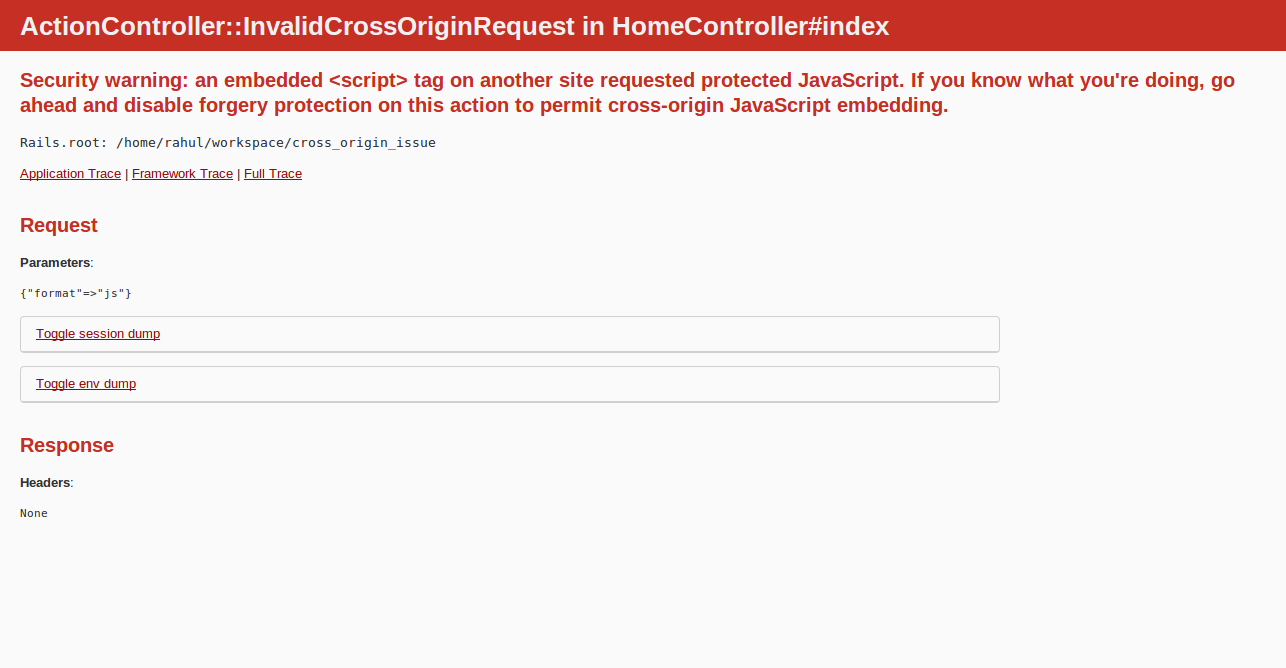 ActionController::InvalidCrossOriginRequest in HomeController#index
Security warning: an embedded <script> tag on another site requested protected JavaScript. If you know what you're doing, go
ahead and disable forgery protection on this action to permit cross-origin JavaScript embedding.
Rails.root: /home/rahul/workspace/cross_origin_issue
Application Trace | Framework Trace | Full Trace
Request
Parameters:
{"format"=>"js"}
Toggle session dump
Toggle env dump
Response
Headers:
None